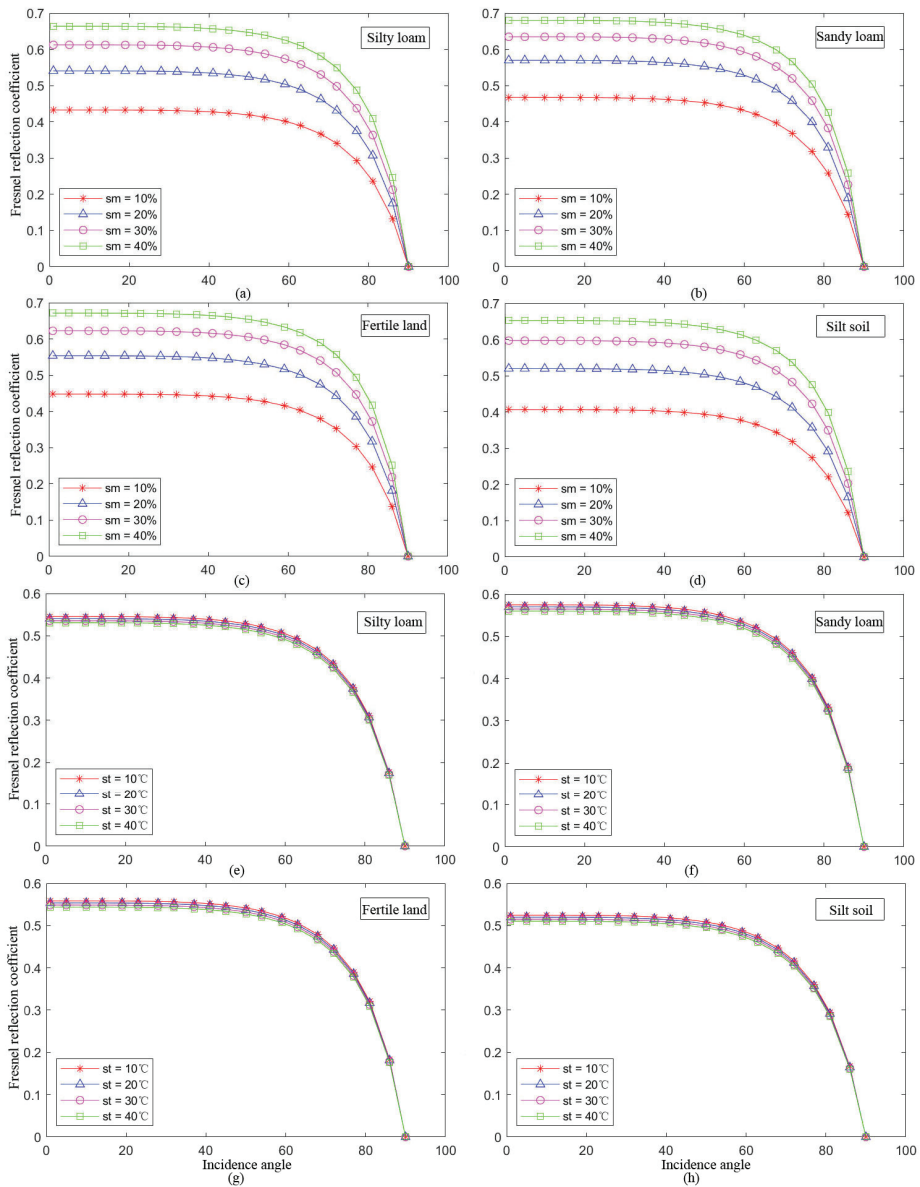 Fresnel reflection coefficient
0.7
0.6
0.5
0.4
0.3
0.2
0.1
0
Silty loam
sm = 10%
sm = 20%
sm = 30%
sm = 40%
0 20 40 60 80 100
(a)
0.7
0.6
0.5
0.4
0.3
0.2
0.1
0
Sandy loam
sm = 10%
sm = 20%
sm = 30%
sm = 40%
0 20 40 60 80 100
(b)
Fresnel reflection coefficient
0.7
0.6
0.5
0.4
0.3
0.2
0.1
0
Fertile land
sm = 10%
sm = 20%
sm = 30%
sm = 40%
0 20 40 60 80 100
(c)
0.7
0.6
0.5
0.4
0.3
0.2
0.1
0
Silt soil
sm = 10%
sm = 20%
sm = 30%
sm = 40%
0 20 40 60 80 100
(d)
Fresnel reflection coefficient
0.6
0.5
0.4
0.3
0.2
0.1
0
Silty loam
st = 10℃
st = 20℃
st = 30℃
st = 40℃
0 20 40 60 80 100
(e)
0.6
0.5
0.4
0.3
0.2
0.1
0
Sandy loam
st = 10℃
st = 20℃
st = 30℃
st = 40℃
0 20 40 60 80 100
(f)
Fresnel reflection coefficient
0.6
0.5
0.4
0.3
0.2
0.1
0
Fertile land
st = 10℃
st = 20℃
st = 30℃
st = 40℃
0 20 40 60 80 100
Incidence angle
(g)
0.6
0.5
0.4
0.3
0.2
0.1
0
Silt soil
st = 10℃
st = 20℃
st = 30℃
st = 40℃
0 20 40 60 80 100
Incidence angle
(h)